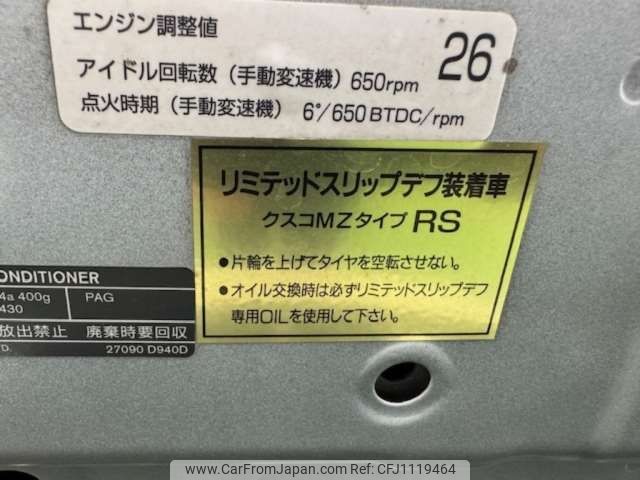 エンジン調整値
アイドル回転数（手動変速機）650rpm
26
点火時期（手動変速機） 6°/650BTDC/rpm
リミテッドスリップデフ装着車
クスコMZタイプ RS
●片輪を上げてタイヤを空転させない。
●オイル交換時は必ずリミテッドスリップデフ
専用OILを使用して下さい。
ONDITIONER
4a 400g PAG
430
放出禁止 廃棄時要回収
D. 27090 D940D
www.CarFromJapan.com | © CarFromJapan - CFJ1119464